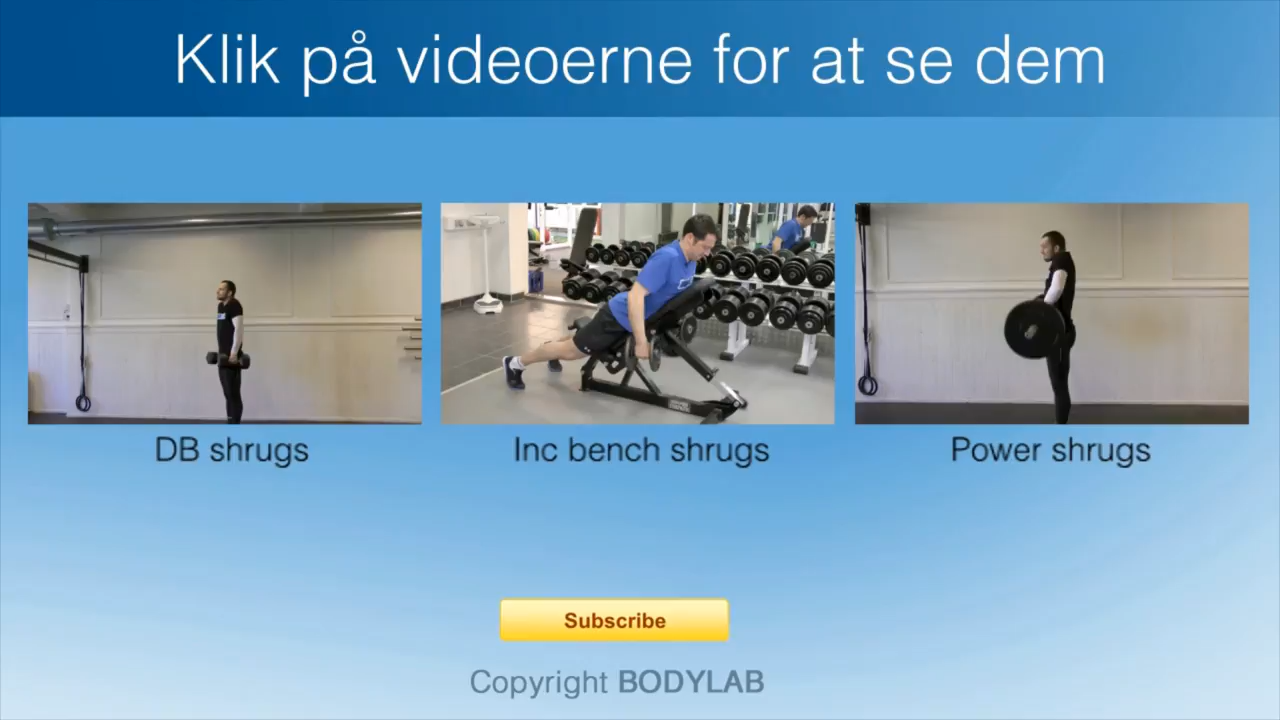 Klik på videoerne for at se dem
DB shrugs
Inc bench shrugs
Power shrugs
Subscribe
Copyright BODYLAB